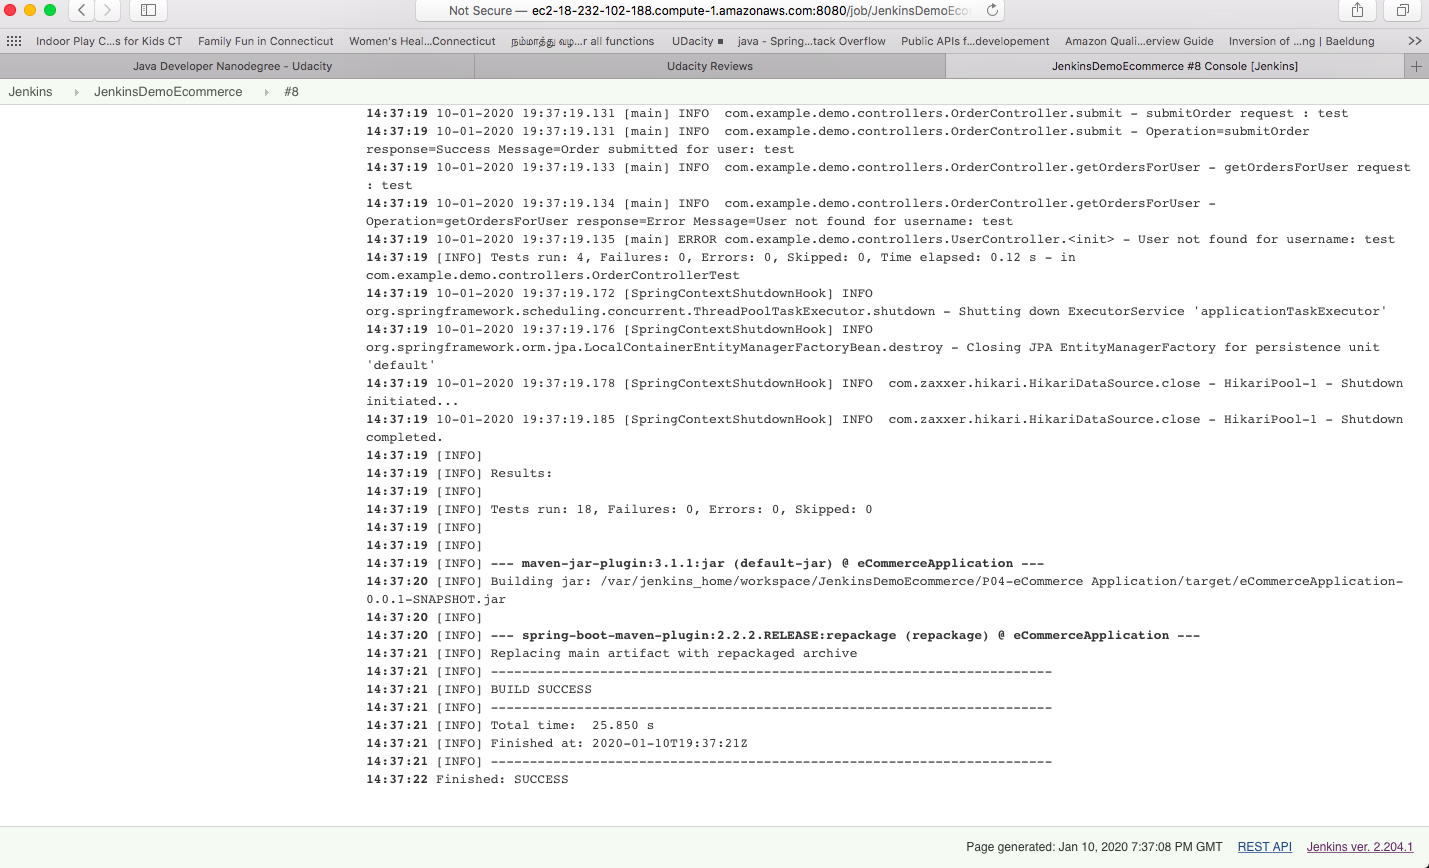 Not Secure — ec2-18-232-102-188.compute-1.amazonaws.com:8080/job/JenkinsDemoEco
Indoor Play C...s for Kids CT Family Fun in Connecticut Women's Heal...Connecticut நம்மாத்து வழ...r all functions UDacity ■ java - Spring...tack Overflow Public APIs f...developement Amazon Quali...erview Guide Inversion of ...ng | Baeldung >>
Java Developer Nanodegree - Udacity Udacity Reviews JenkinsDemoEcommerce #8 Console [Jenkins] +
Jenkins JenkinsDemoEcommerce #8
14:37:19 10-01-2020 19:37:19.131 [main] INFO com.example.demo.controllers.OrderController.submit - submitOrder request : test
14:37:19 10-01-2020 19:37:19.131 [main] INFO com.example.demo.controllers.OrderController.submit - Operation=submitOrder
response=Success Message=Order submitted for user: test
14:37:19 10-01-2020 19:37:19.133 [main] INFO com.example.demo.controllers.OrderController.getOrdersForUser - getOrdersForUser request
: test
14:37:19 10-01-2020 19:37:19.134 [main] INFO com.example.demo.controllers.OrderController.getOrdersForUser -
Operation=getOrdersForUser response=Error Message=User not found for username: test
14:37:19 10-01-2020 19:37:19.135 [main] ERROR com.example.demo.controllers.UserController.<init> - User not found for username: test
14:37:19 [INFO] Tests run: 4, Failures: 0, Errors: 0, Skipped: 0, Time elapsed: 0.12 s - in
com.example.demo.controllers.OrderControllerTest
14:37:19 10-01-2020 19:37:19.172 [SpringContextShutdownHook] INFO
org.springframework.scheduling.concurrent.ThreadPoolTaskExecutor.shutdown - Shutting down ExecutorService 'applicationTaskExecutor'
14:37:19 10-01-2020 19:37:19.176 [SpringContextShutdownHook] INFO
org.springframework.orm.jpa.LocalContainerEntityManagerFactoryBean.destroy - Closing JPA EntityManagerFactory for persistence unit
'default'
14:37:19 10-01-2020 19:37:19.178 [SpringContextShutdownHook] INFO com.zaxxer.hikari.HikariDataSource.close - HikariPool-1 - Shutdown
initiated...
14:37:19 10-01-2020 19:37:19.185 [SpringContextShutdownHook] INFO com.zaxxer.hikari.HikariDataSource.close - HikariPool-1 - Shutdown
completed.
14:37:19 [INFO]
14:37:19 [INFO] Results:
14:37:19 [INFO]
14:37:19 [INFO] Tests run: 18, Failures: 0, Errors: 0, Skipped: 0
14:37:19 [INFO]
14:37:19 [INFO]
14:37:19 [INFO] --- maven-jar-plugin:3.1.1:jar (default-jar) @ eCommerceApplication ---
14:37:20 [INFO] Building jar: /var/jenkins_home/workspace/JenkinsDemoEcommerce/P04-eCommerce Application/target/eCommerceApplication-
0.0.1-SNAPSHOT.jar
14:37:20 [INFO]
14:37:20 [INFO] --- spring-boot-maven-plugin:2.2.2.RELEASE:repackage (repackage) @ eCommerceApplication ---
14:37:21 [INFO] Replacing main artifact with repackaged archive
14:37:21 [INFO] ------------------------------------------------------------------------
14:37:21 [INFO] BUILD SUCCESS
14:37:21 [INFO] ------------------------------------------------------------------------
14:37:21 [INFO] Total time:  25.850 s
14:37:21 [INFO] Finished at: 2020-01-10T19:37:21Z
14:37:21 [INFO] ------------------------------------------------------------------------
14:37:22 Finished: SUCCESS
Page generated: Jan 10, 2020 7:37:08 PM GMT REST API Jenkins ver. 2.204.1